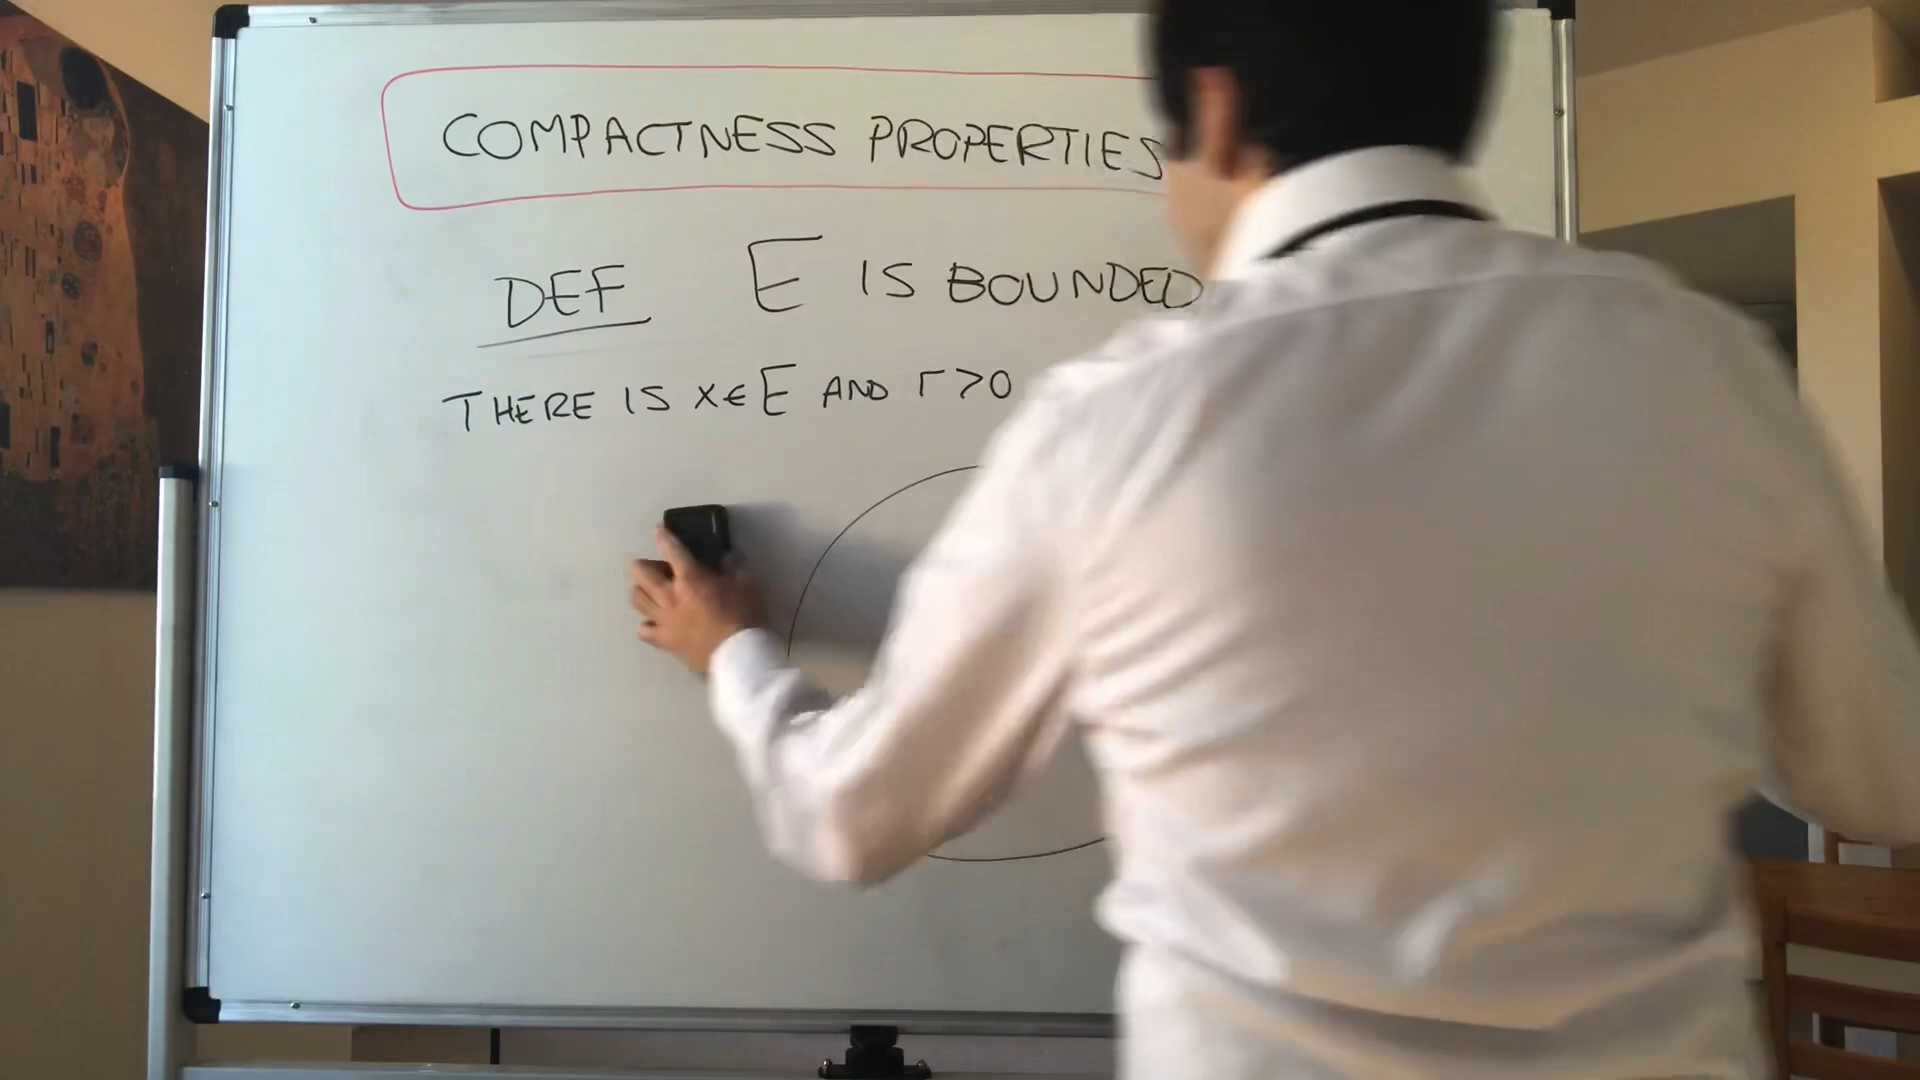 COMPACTNESS PROPERTIES
DEF E IS BOUNDED
THERE IS x ∈ E AND r > 0